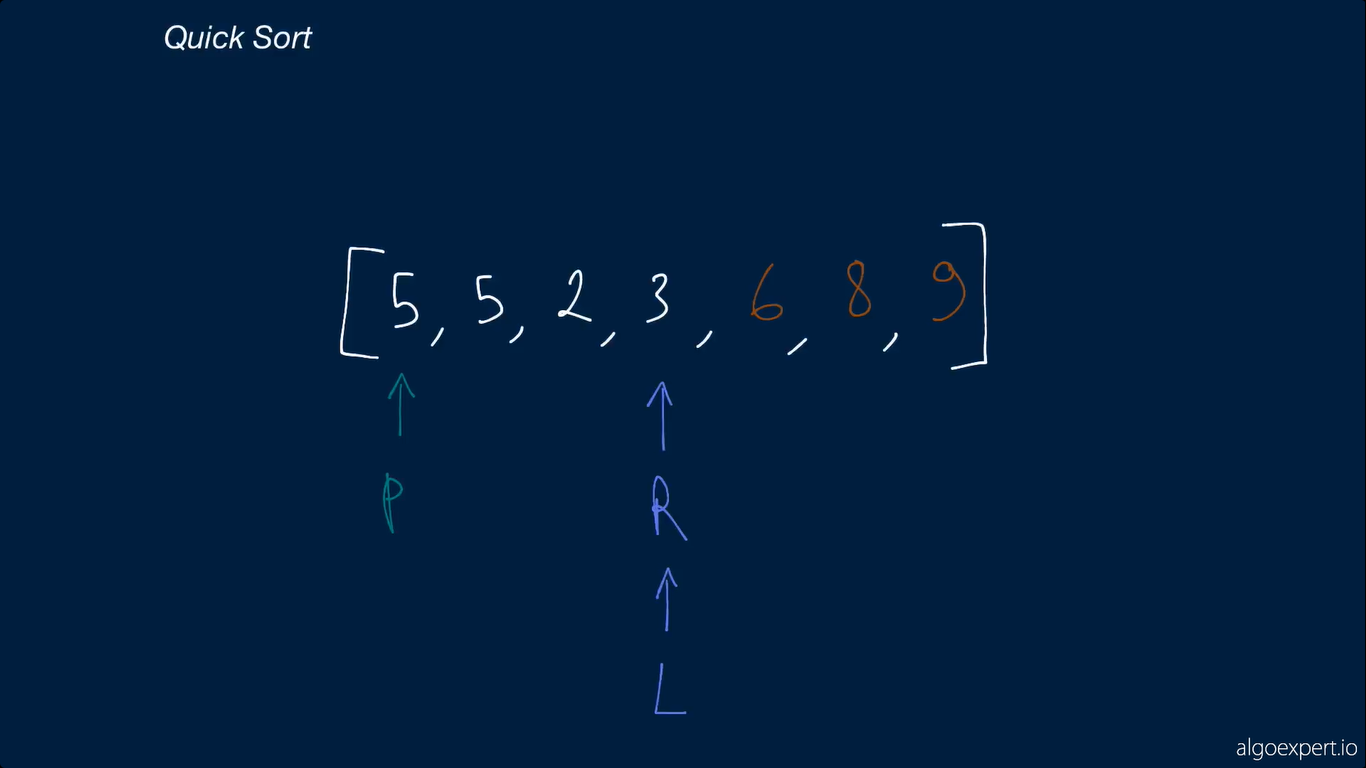 Quick Sort
[5, 5, 2, 3, 6, 8, 9]
P R
L
algoexpert.io